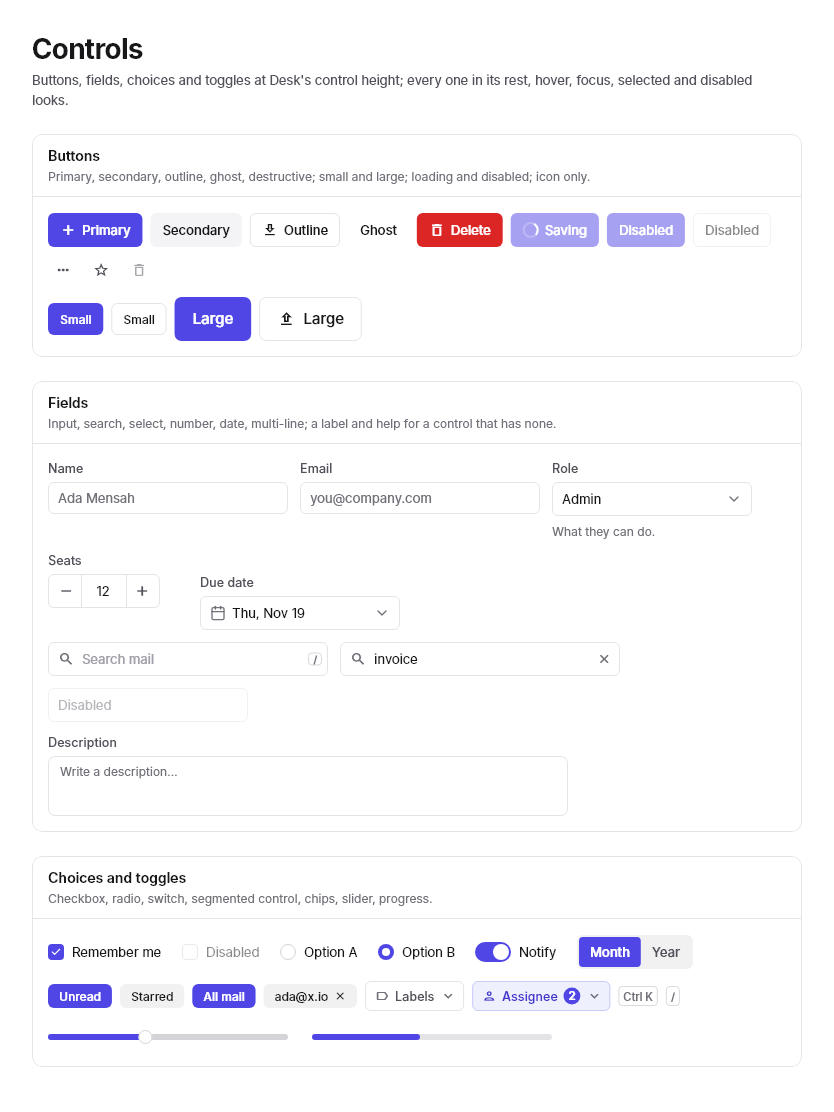 Controls
Buttons, fields, choices and toggles at Desk's control height; every one in its rest, hover, focus, selected and disabled
looks.
Buttons
Primary, secondary, outline, ghost, destructive; small and large; loading and disabled; icon only.
Primary Secondary Outline Ghost Delete Saving Disabled Disabled
Small Small Large Large
Fields
Input, search, select, number, date, multi-line; a label and help for a control that has none.
Name Email Role
Ada Mensah you@company.com Admin
What they can do.
Seats
Due date
12
Thu, Nov 19
Search mail / invoice
Disabled
Description
Write a description...
Choices and toggles
Checkbox, radio, switch, segmented control, chips, slider, progress.
Remember me Disabled Option A Option B Notify Month Year
Unread Starred All mail ada@x.io Labels Assignee 2 Ctrl K /